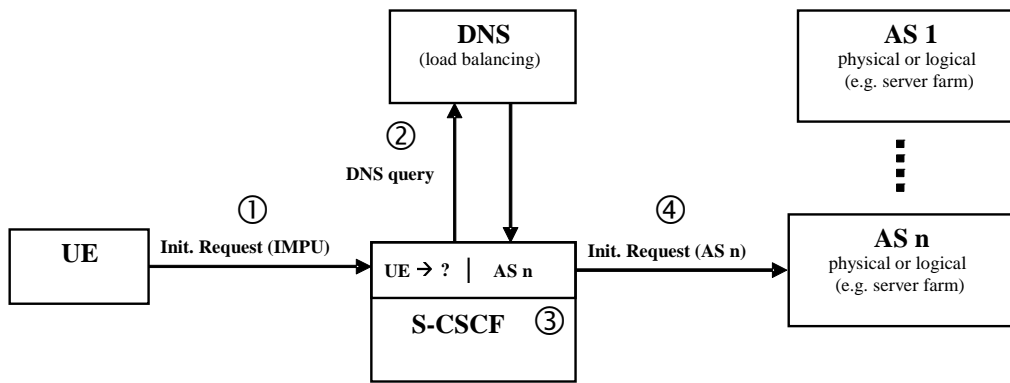 DNS
(load balancing)
AS 1
physical or logical
(e.g. server farm)
②
DNS query
①
④
UE
Init. Request (IMPU)
UE → ? | AS n
Init. Request (AS n)
AS n
physical or logical
(e.g. server farm)
S-CSCF
③